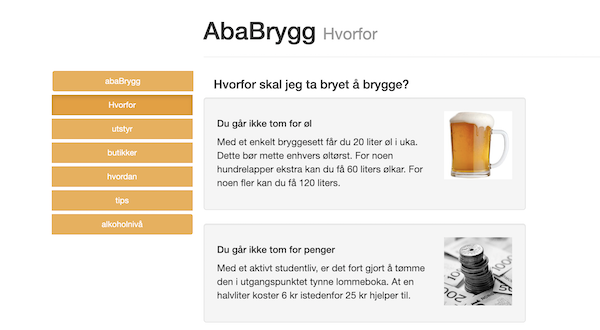 AbaBrygg Hvorfor
abaBrygg
Hvorfor
utstyr
butikker
hvordan
tips
alkoholnivå
Hvorfor skal jeg ta bryet å brygge?
Du går ikke tom for øl
Med et enkelt bryggesett får du 20 liter øl i uka.
Dette bør mette enhvers øltørst. For noen
hundrelapper ekstra kan du få 60 liters ølkar. For
noen fler kan du få 120 liters.
Du går ikke tom for penger
Med et aktivt studentliv, er det fort gjort å tømme
den i utgangspunktet tynne lommeboka. At en
halvliter koster 6 kr istedenfor 25 kr hjelper til.